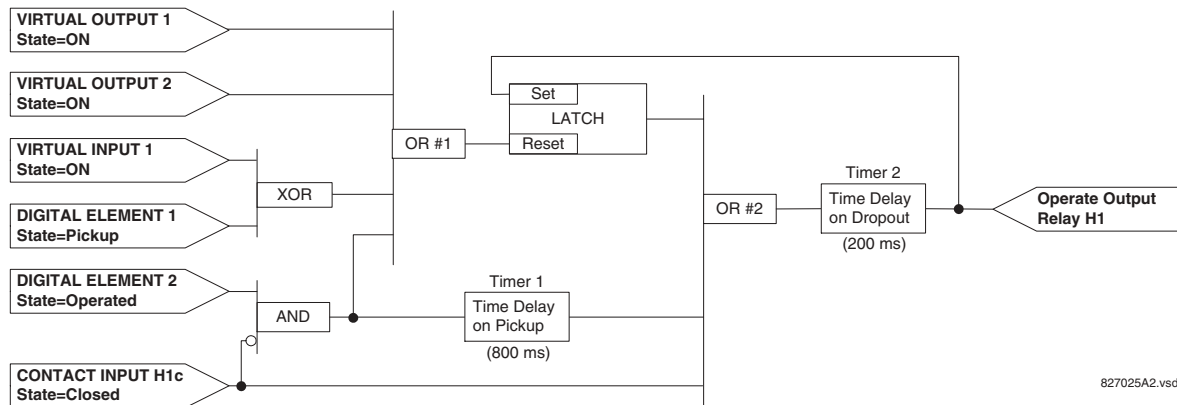 VIRTUAL OUTPUT 1
State=ON
VIRTUAL OUTPUT 2
State=ON
VIRTUAL INPUT 1
State=ON
DIGITAL ELEMENT 1
State=Pickup
DIGITAL ELEMENT 2
State=Operated
CONTACT INPUT H1c
State=Closed
XOR
AND
OR #1
Set
LATCH
Reset
Timer 1
Time Delay
on Pickup
(800 ms)
OR #2
Timer 2
Time Delay
on Dropout
(200 ms)
Operate Output
Relay H1
827025A2.vsd